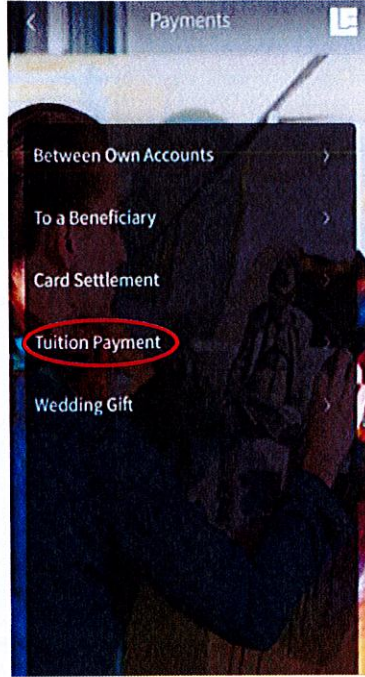 Payments
Between Own Accounts
To a Beneficiary
Card Settlement
Tuition Payment
Wedding Gift